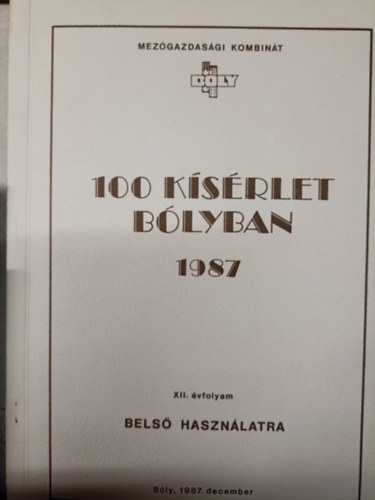 MEZŐGAZDASÁGI KOMBINÁT
BÓLY
100 KÍSÉRLET
BÓLYBAN
1987
XII. évfolyam
BELSŐ HASZNÁLATRA
Bóly, 1987. december